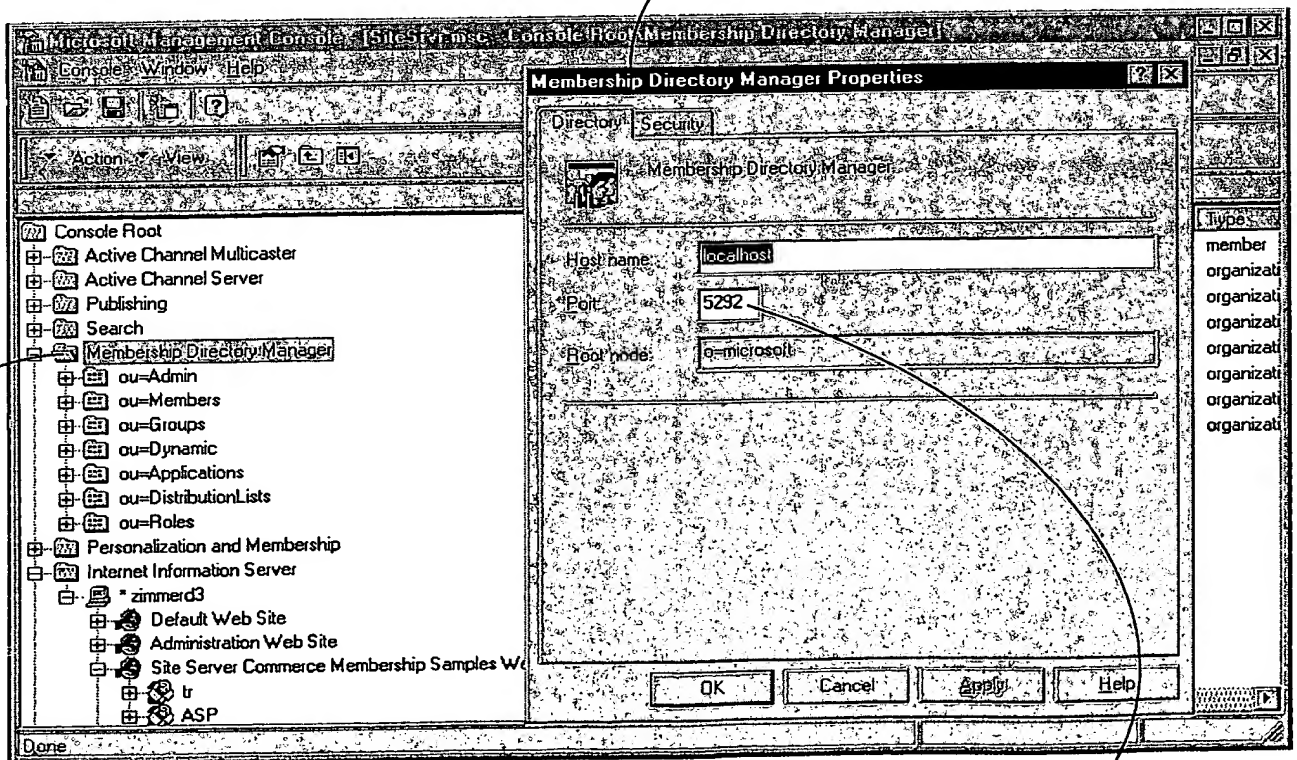 Microsoft Management Console - [SiteSrvr.msc - Console Root\Membership Directory Manager]
Console Window Help
Action View
Console Root
Active Channel Multicaster
Active Channel Server
Publishing
Search
Membership Directory Manager
ou=Admin
ou=Members
ou=Groups
ou=Dynamic
ou=Applications
ou=DistributionLists
ou=Roles
Personalization and Membership
Internet Information Server
* zimmerd3
Default Web Site
Administration Web Site
Site Server Commerce Membership Samples We
tr
ASP
Done
Membership Directory Manager Properties
Directory Security
Membership Directory Manager
Host name: localhost
Port: 5292
Root node: o=microsoft
OK Cancel Apply Help
Type
member
organizati
organizati
organizati
organizati
organizati
organizati
organizati